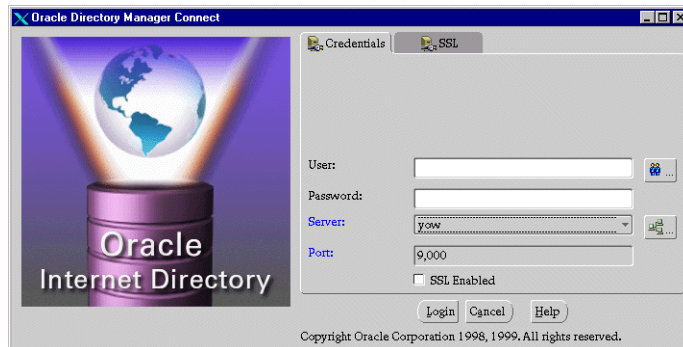 Oracle Directory Manager Connect
Credentials
SSL
Oracle
Internet Directory
User:
...
Password:
Server:
yow
...
Port:
9,000
SSL Enabled
Login
Cancel
Help
Copyright Oracle Corporation 1998, 1999. All rights reserved.